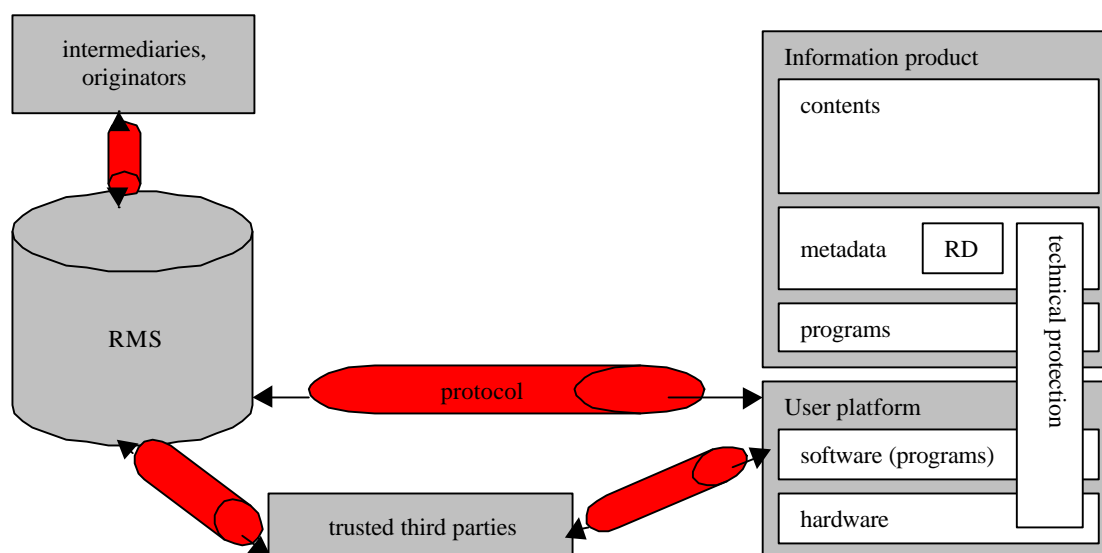 intermediaries,
originators
Information product
contents
metadata
RD
technical protection
programs
RMS
protocol
User platform
software (programs)
hardware
trusted third parties